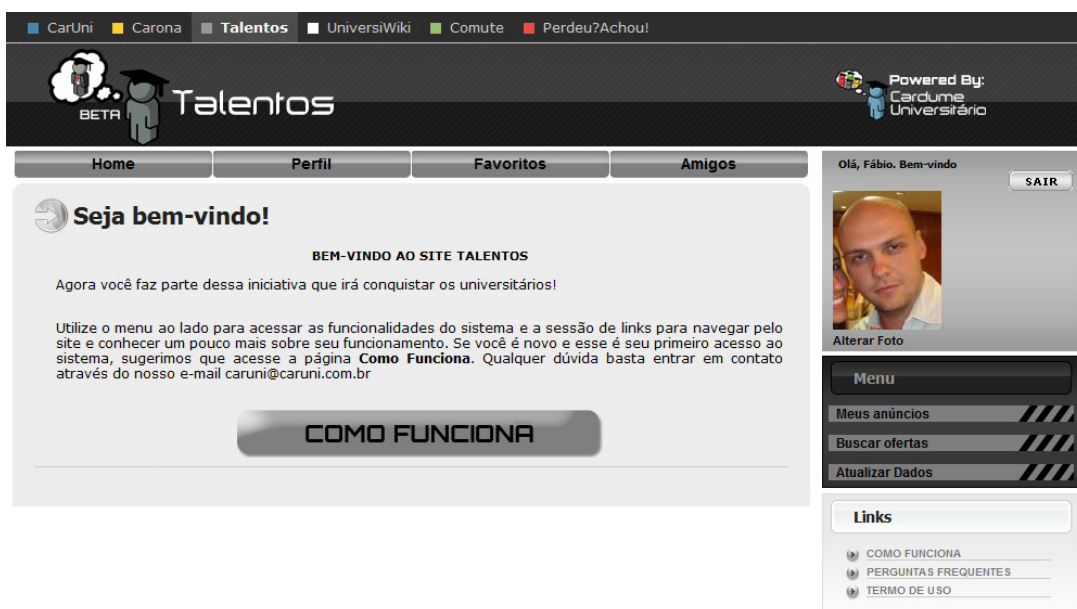 CarUni Carona Talentos UniversiWiki Comute Perdeu?Achou!
BETA
Talentos
Powered By:
Cardume
Universitário
Home Perfil Favoritos Amigos
Seja bem-vindo!
BEM-VINDO AO SITE TALENTOS
Agora você faz parte dessa iniciativa que irá conquistar os universitários!
Utilize o menu ao lado para acessar as funcionalidades do sistema e a sessão de links para navegar pelo
site e conhecer um pouco mais sobre seu funcionamento. Se você é novo e esse é seu primeiro acesso ao
sistema, sugerimos que acesse a página Como Funciona. Qualquer dúvida basta entrar em contato
através do nosso e-mail caruni@caruni.com.br
COMO FUNCIONA
Olá, Fábio. Bem-vindo
SAIR
Alterar Foto
Menu
Meus anúncios
Buscar ofertas
Atualizar Dados
Links
COMO FUNCIONA
PERGUNTAS FREQUENTES
TERMO DE USO